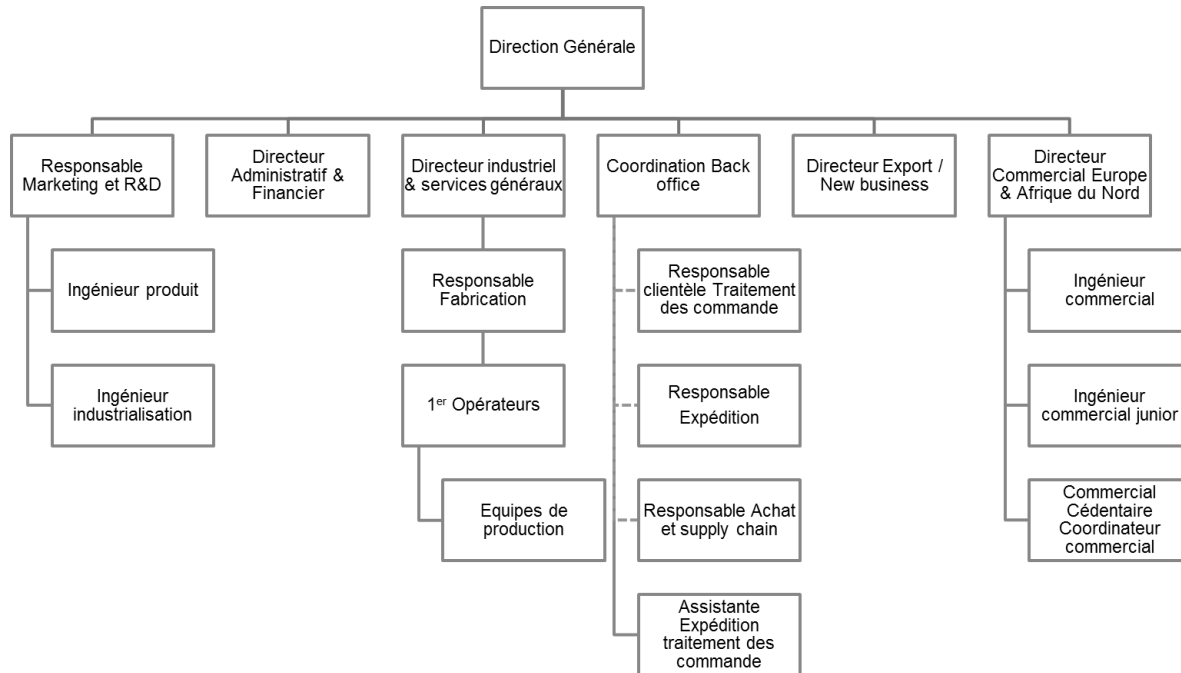 Direction Générale
Responsable
Marketing et R&D
Directeur
Administratif &
Financier
Directeur industriel
& services généraux
Coordination Back
office
Directeur Export /
New business
Directeur
Commercial Europe
& Afrique du Nord
Ingénieur produit
Responsable
Fabrication
Responsable
clientèle Traitement
des commande
Ingénieur
commercial
Ingénieur
industrialisation
1er Opérateurs
Responsable
Expédition
Ingénieur
commercial junior
Equipes de
production
Responsable Achat
et supply chain
Commercial
Cédentaire
Coordinateur
commercial
Assistante
Expédition
traitement des
commande